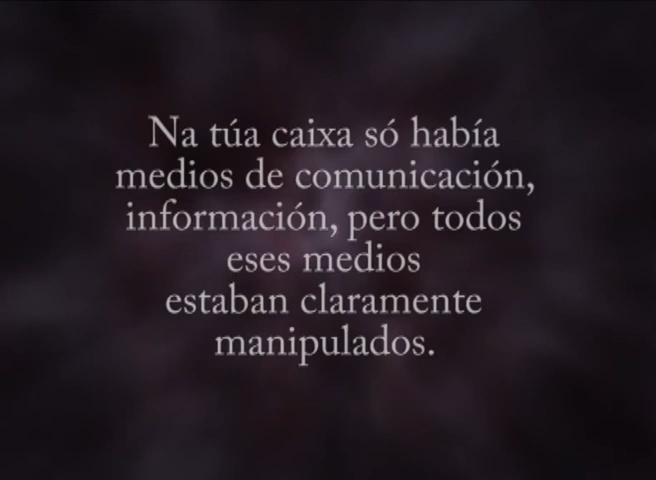 Na túa caixa só había
medios de comunicación,
información, pero todos
eses medios
estaban claramente
manipulados.